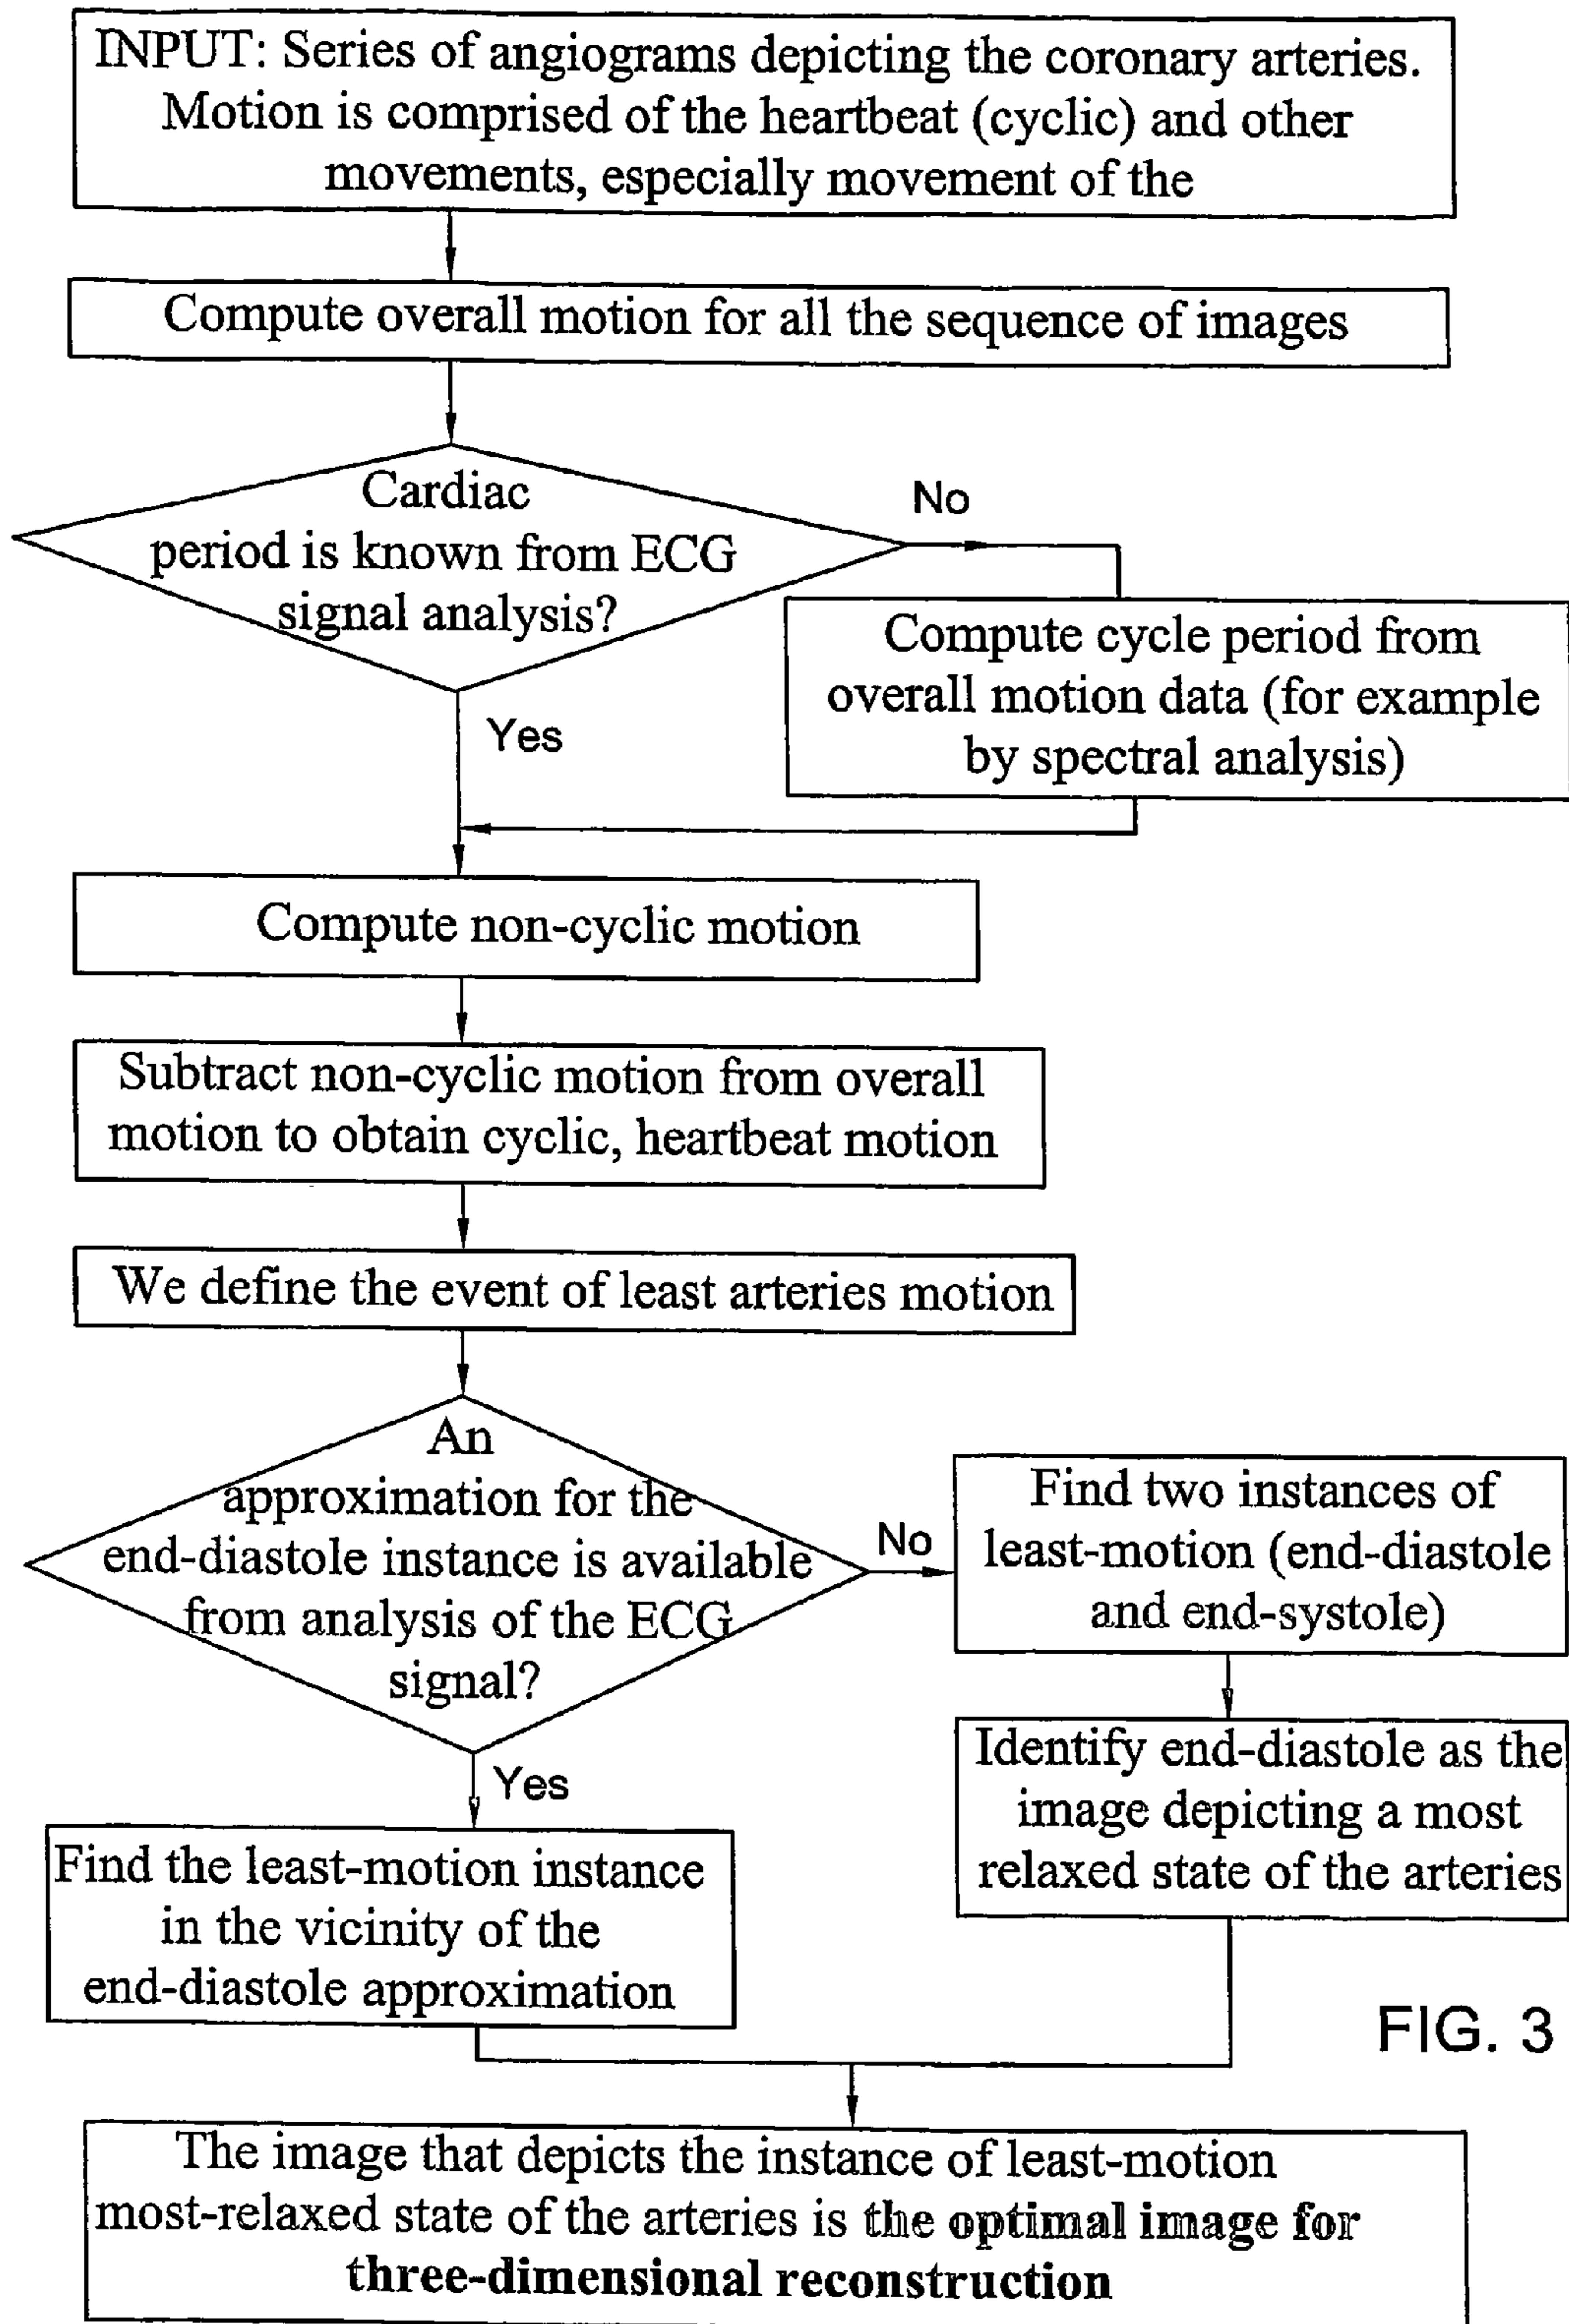 INPUT: Series of angiograms depicting the coronary arteries.
Motion is comprised of the heartbeat (cyclic) and other
movements, especially movement of the
Compute overall motion for all the sequence of images
Cardiac
period is known from ECG
signal analysis?
No
Compute cycle period from
overall motion data (for example
by spectral analysis)
Yes
Compute non-cyclic motion
Subtract non-cyclic motion from overall
motion to obtain cyclic, heartbeat motion
We define the event of least arteries motion
An
approximation for the
end-diastole instance is available
from analysis of the ECG
signal?
No
Find two instances of
least-motion (end-diastole
and end-systole)
Identify end-diastole as the
image depicting a most
relaxed state of the arteries
Yes
Find the least-motion instance
in the vicinity of the
end-diastole approximation
FIG. 3
The image that depicts the instance of least-motion
most-relaxed state of the arteries is the optimal image for
three-dimensional reconstruction